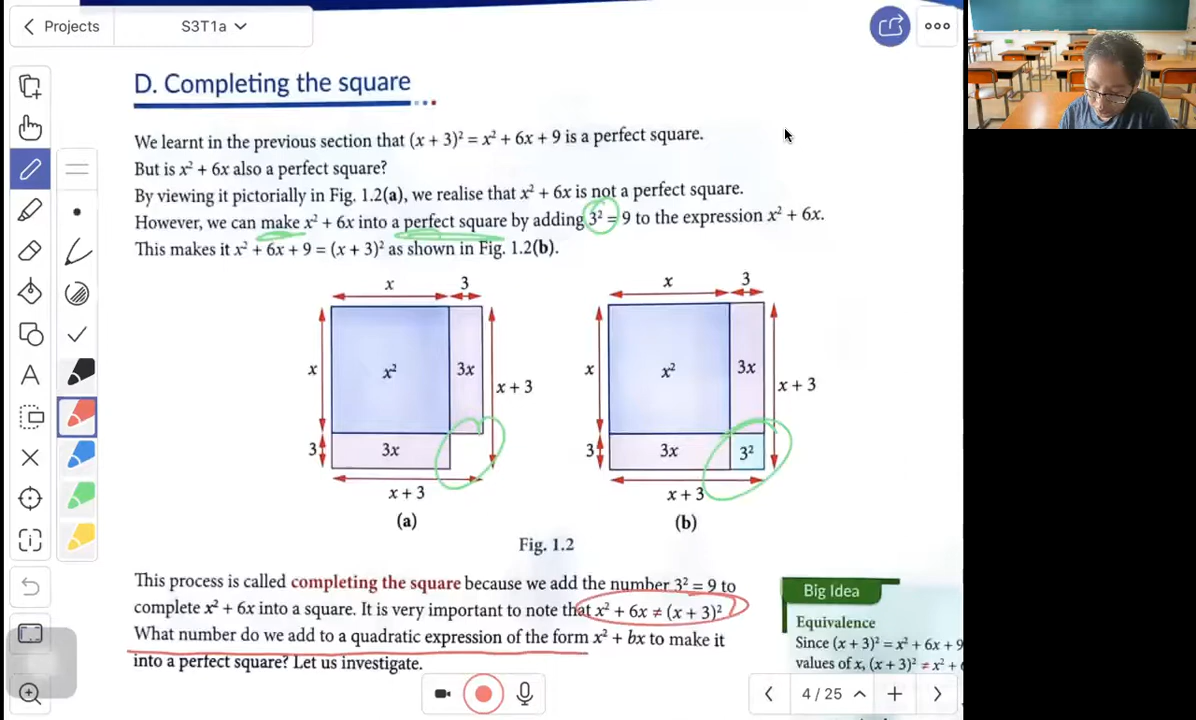 Projects
S3T1a
D. Completing the square
We learnt in the previous section that (x + 3)² = x² + 6x + 9 is a perfect square.
But is x² + 6x also a perfect square?
By viewing it pictorially in Fig. 1.2(a), we realise that x² + 6x is not a perfect square.
However, we can make x² + 6x into a perfect square by adding 3² = 9 to the expression x² + 6x.
This makes it x² + 6x + 9 = (x + 3)² as shown in Fig. 1.2(b).
x 3
x x² 3x x + 3
3 3x
x + 3
(a)
x 3
x x² 3x x + 3
3 3x 3²
x + 3
(b)
Fig. 1.2
This process is called completing the square because we add the number 3² = 9 to
complete x² + 6x into a square. It is very important to note that x² + 6x ≠ (x + 3)²
What number do we add to a quadratic expression of the form x² + bx to make it
into a perfect square? Let us investigate.
Big Idea
Equivalence
Since (x + 3)² = x² + 6x + 9
values of x, (x + 3)² ≠ x² +
4 / 25